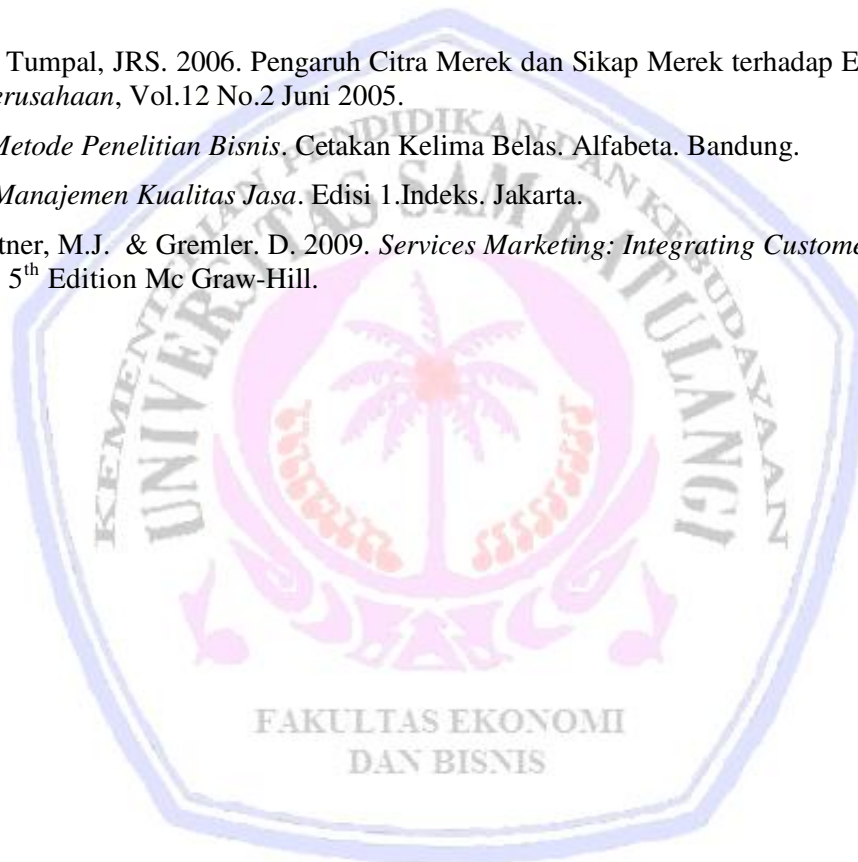 Tumpal, JRS. 2006. Pengaruh Citra Merek dan Sikap Merek terhadap E
erusahaan, Vol.12 No.2 Juni 2005.
Metode Penelitian Bisnis. Cetakan Kelima Belas. Alfabeta. Bandung.
Manajemen Kualitas Jasa. Edisi 1.Indeks. Jakarta.
tner, M.J. & Gremler. D. 2009. Services Marketing: Integrating Custome
5th Edition Mc Graw-Hill.
KEMENTERIAN PENDIDIKAN DAN KEBUDAYAAN
UNIVERSITAS SAM RATULANGI
FAKULTAS EKONOMI
DAN BISNIS